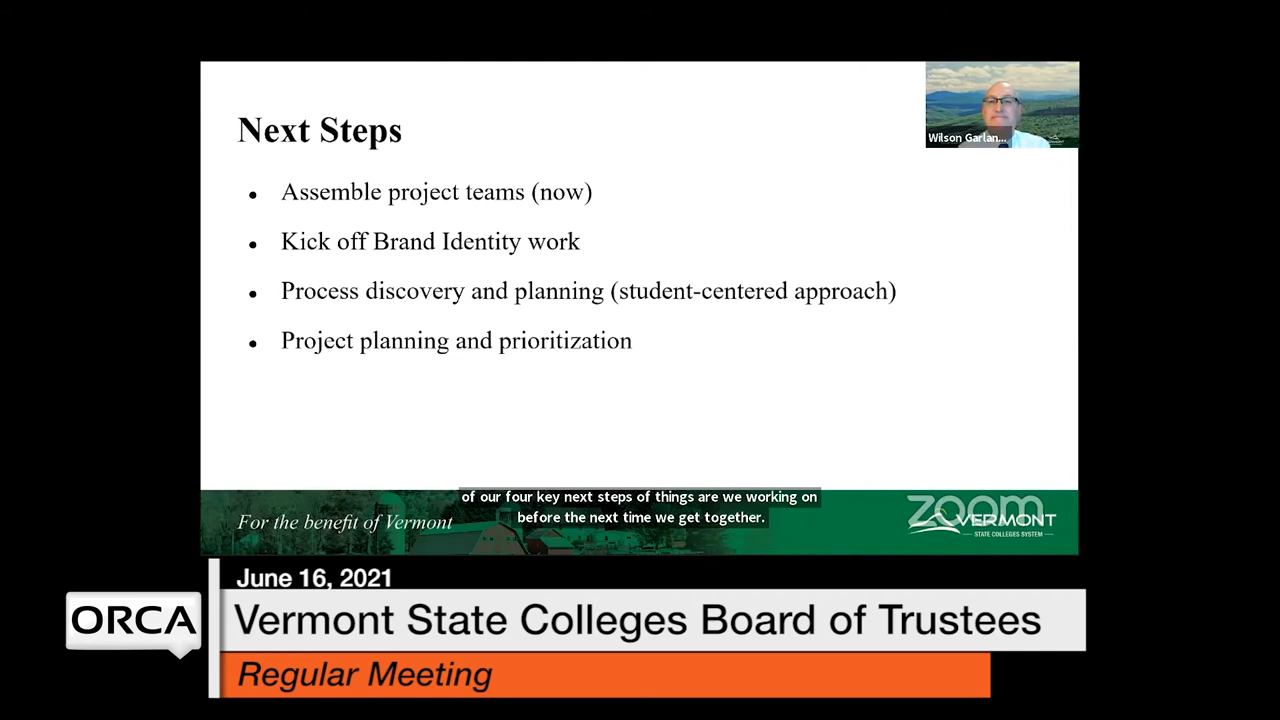 Next Steps
Wilson Garlan...
• Assemble project teams (now)
• Kick off Brand Identity work
• Process discovery and planning (student-centered approach)
• Project planning and prioritization
of our four key next steps of things are we working on
before the next time we get together.
For the benefit of Vermont
zoom
VERMONT
STATE COLLEGES SYSTEM
June 16, 2021
ORCA
Vermont State Colleges Board of Trustees
Regular Meeting